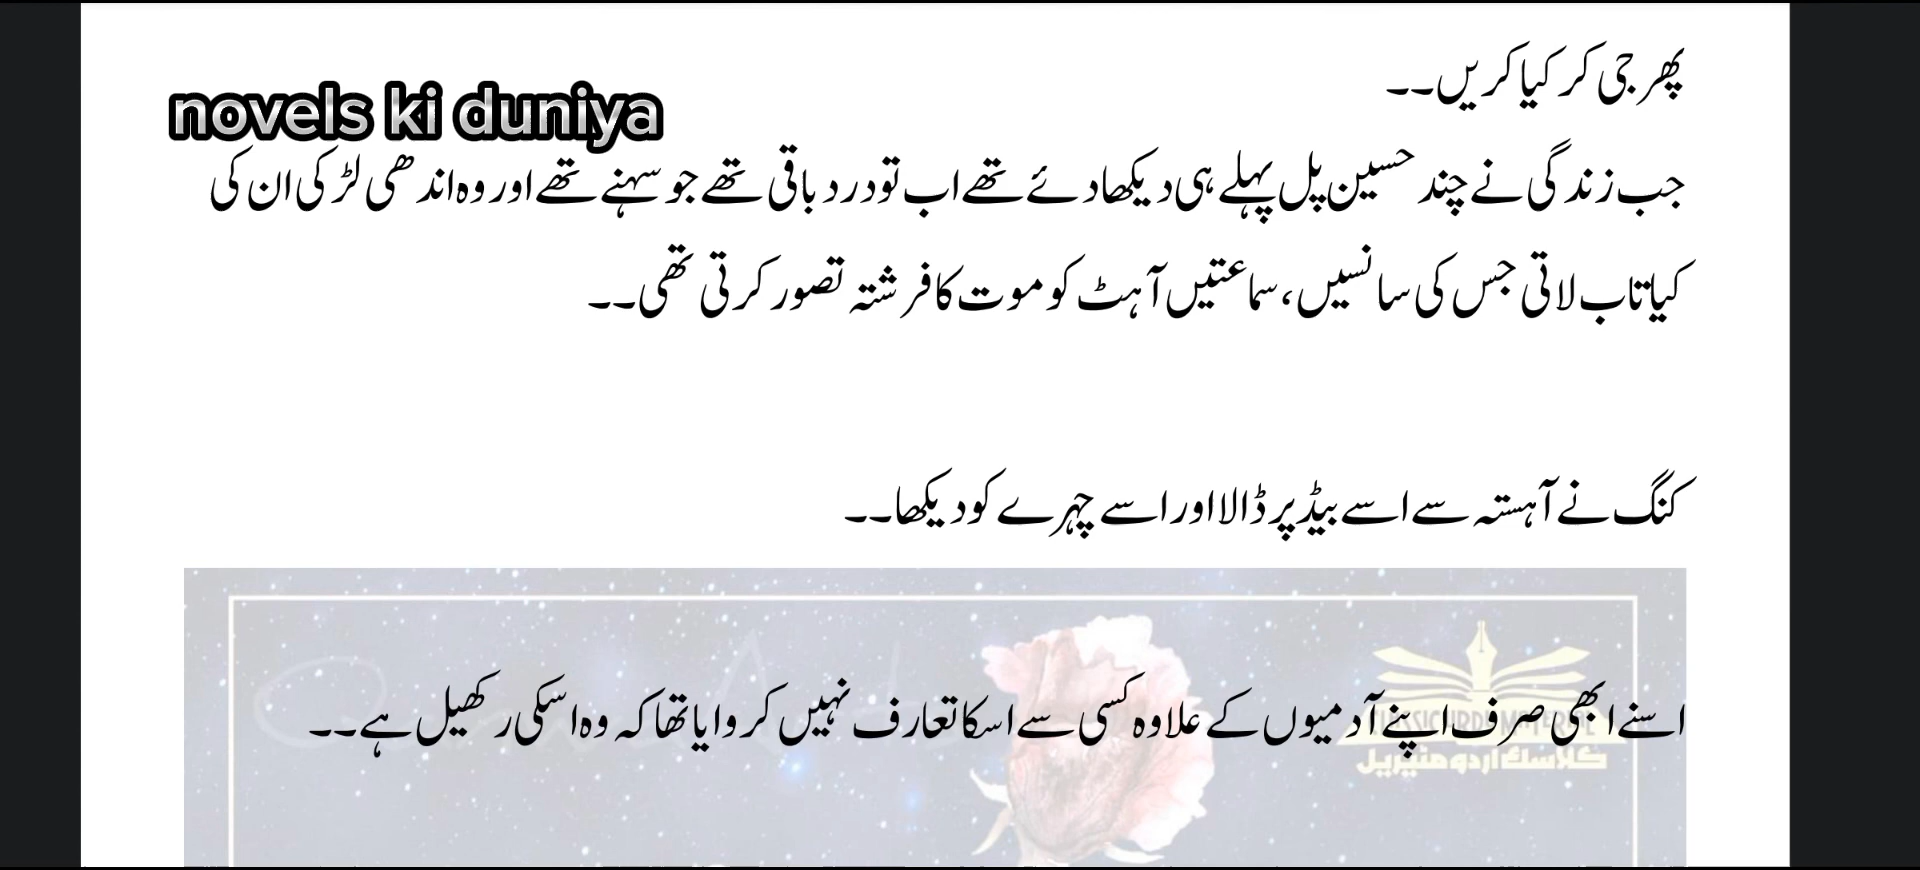 پھر جی کر کیا کریں۔۔
novels ki duniya
جب زندگی نے چند حسین پل پہلے ہی دیکھا دئے تھے اب تو درد باقی تھے جو سہنے تھے اور وہ اندھی لڑکی ان کی
کیا تاب لاتی جس کی سانسیں، سماعتیں آہٹ کو موت کا فرشتہ تصور کرتی تھی۔۔
کنگ نے آہستہ سے اسے بیڈ پر ڈالا اور اسے چہرے کو دیکھا۔۔
اسنے ابھی صرف اپنے آدمیوں کے علاوہ کسی سے اسکا تعارف نہیں کروایا تھا کہ وہ اسکی رکھیل ہے۔۔
CLASSIC URDU MATERIAL
کلاسک اردو مٹیریل